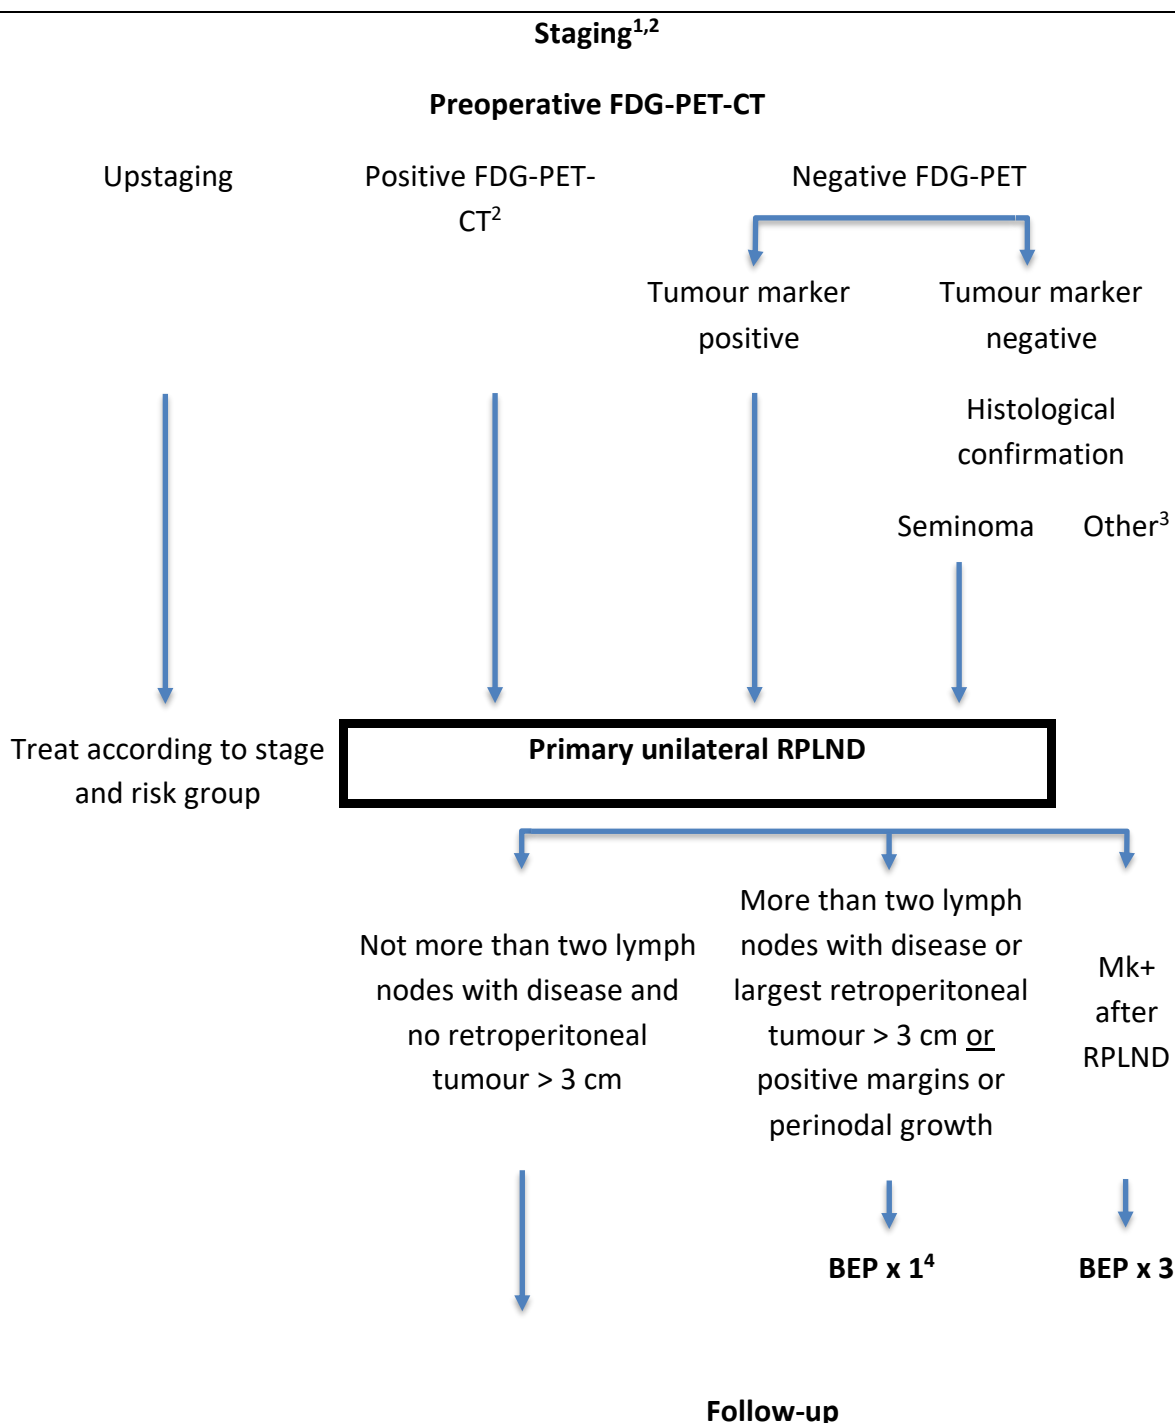 Staging1,2
Preoperative FDG-PET-CT
Upstaging
Positive FDG-PET-
CT2
Negative FDG-PET
Tumour marker
positive
Tumour marker
negative
Histological
confirmation
Seminoma
Other3
Treat according to stage
and risk group
Primary unilateral RPLND
Not more than two lymph
nodes with disease and
no retroperitoneal
tumour > 3 cm
More than two lymph
nodes with disease or
largest retroperitoneal
tumour > 3 cm or
positive margins or
perinodal growth
Mk+
after
RPLND
BEP x 14
BEP x 3
Follow-up